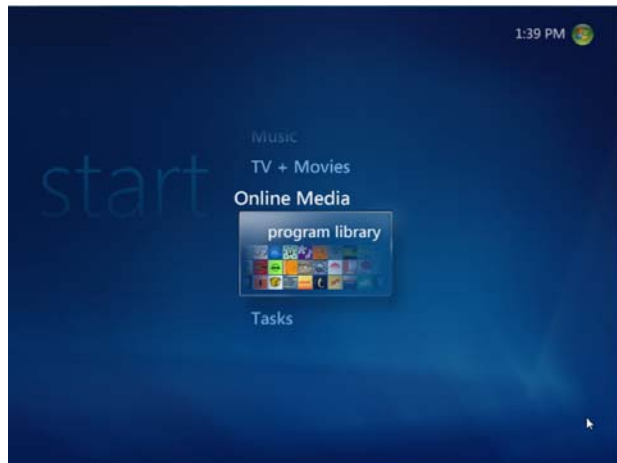 1:39 PM
start
Music
TV + Movies
Online Media
program library
Tasks